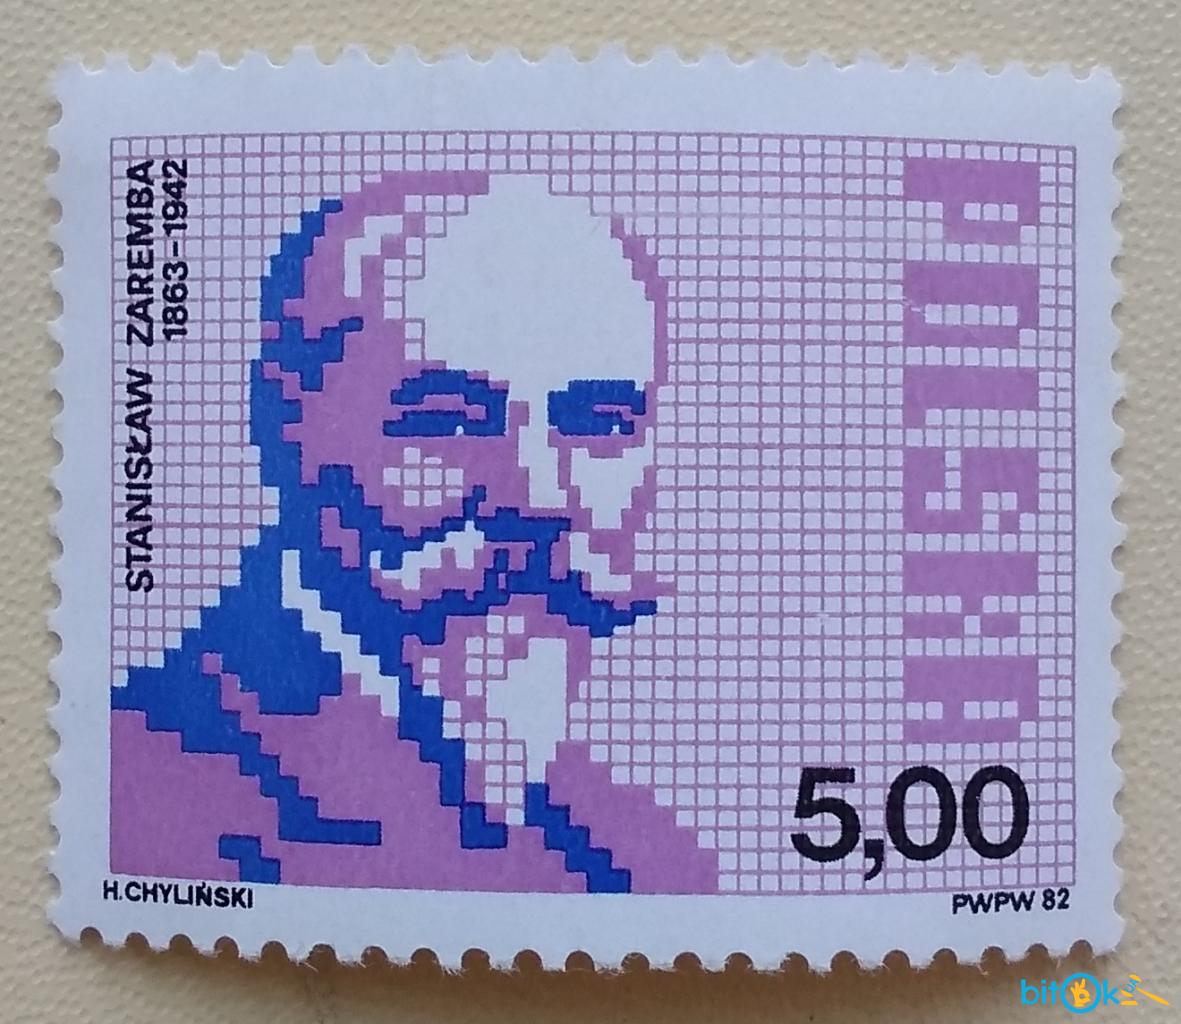 STANISŁAW ZAREMBA
1863–1942
POLSKA
5,00
H. CHYLIŃSKI
PWPW 82
bitok